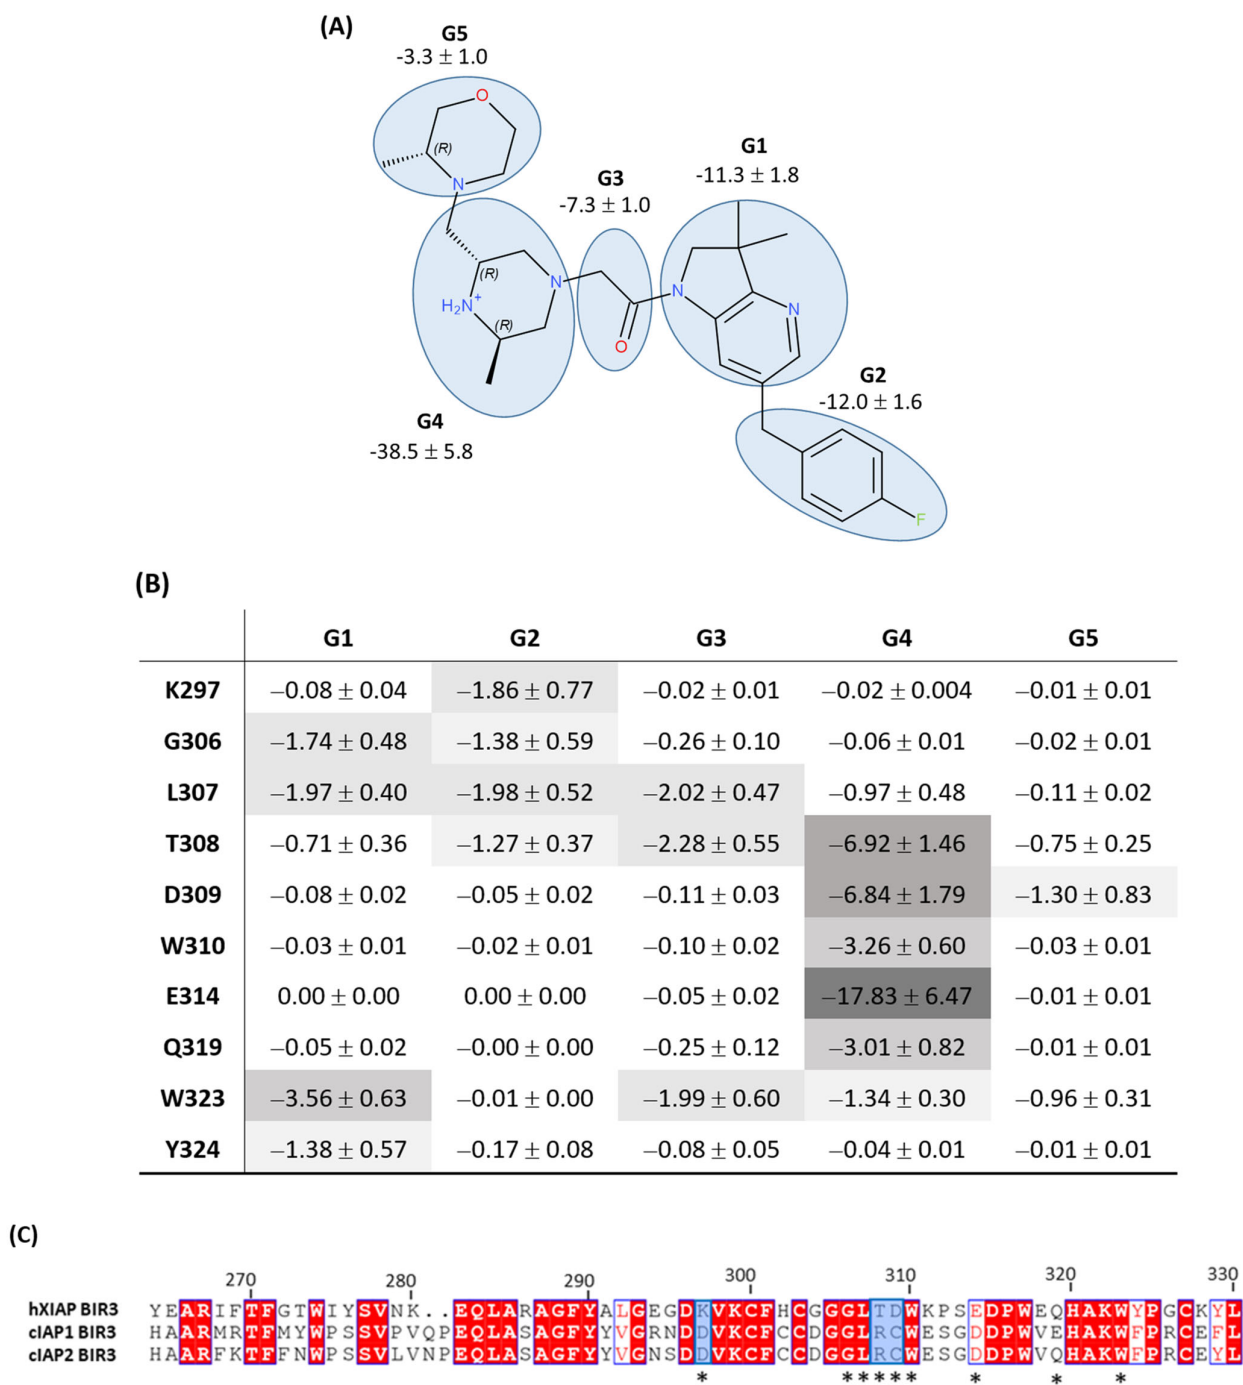 (A)
G5
-3.3 ± 1.0
O
(R)
N
G1
-11.3 ± 1.8
G3
-7.3 ± 1.0
(R)
N
N
N
H₂N⁺
(R)
O
G2
-12.0 ± 1.6
G4
-38.5 ± 5.8
F
(B)
G1 G2 G3 G4 G5
K297 −0.08 ± 0.04 −1.86 ± 0.77 −0.02 ± 0.01 −0.02 ± 0.004 −0.01 ± 0.01
G306 −1.74 ± 0.48 −1.38 ± 0.59 −0.26 ± 0.10 −0.06 ± 0.01 −0.02 ± 0.01
L307 −1.97 ± 0.40 −1.98 ± 0.52 −2.02 ± 0.47 −0.97 ± 0.48 −0.11 ± 0.02
T308 −0.71 ± 0.36 −1.27 ± 0.37 −2.28 ± 0.55 −6.92 ± 1.46 −0.75 ± 0.25
D309 −0.08 ± 0.02 −0.05 ± 0.02 −0.11 ± 0.03 −6.84 ± 1.79 −1.30 ± 0.83
W310 −0.03 ± 0.01 −0.02 ± 0.01 −0.10 ± 0.02 −3.26 ± 0.60 −0.03 ± 0.01
E314 0.00 ± 0.00 0.00 ± 0.00 −0.05 ± 0.02 −17.83 ± 6.47 −0.01 ± 0.01
Q319 −0.05 ± 0.02 −0.00 ± 0.00 −0.25 ± 0.12 −3.01 ± 0.82 −0.01 ± 0.01
W323 −3.56 ± 0.63 −0.01 ± 0.00 −1.99 ± 0.60 −1.34 ± 0.30 −0.96 ± 0.31
Y324 −1.38 ± 0.57 −0.17 ± 0.08 −0.08 ± 0.05 −0.04 ± 0.01 −0.01 ± 0.01
(C)
270 280 290 300 310 320 330
hXIAP BIR3 YEARIFTFGTWIYSVNK..EQLARAGFYALGEGDKVKCFHCGGGLTDWKPSEDPWEQHAKWYPGCKYL
cIAP1 BIR3 HAARMRTFMYWPSSVPVQPEQLASAGFYYVGRNDDVKCFCCDGGLRCWESGDDPWVEHAKWFPRCEFL
cIAP2 BIR3 HAARFKTFFNWPSSVLVNPEQLASAGFYYVGNSDDVKCFCCDGGLRCWESGDDPWVQHAKWFPRCEYL
* * * * * * * * *